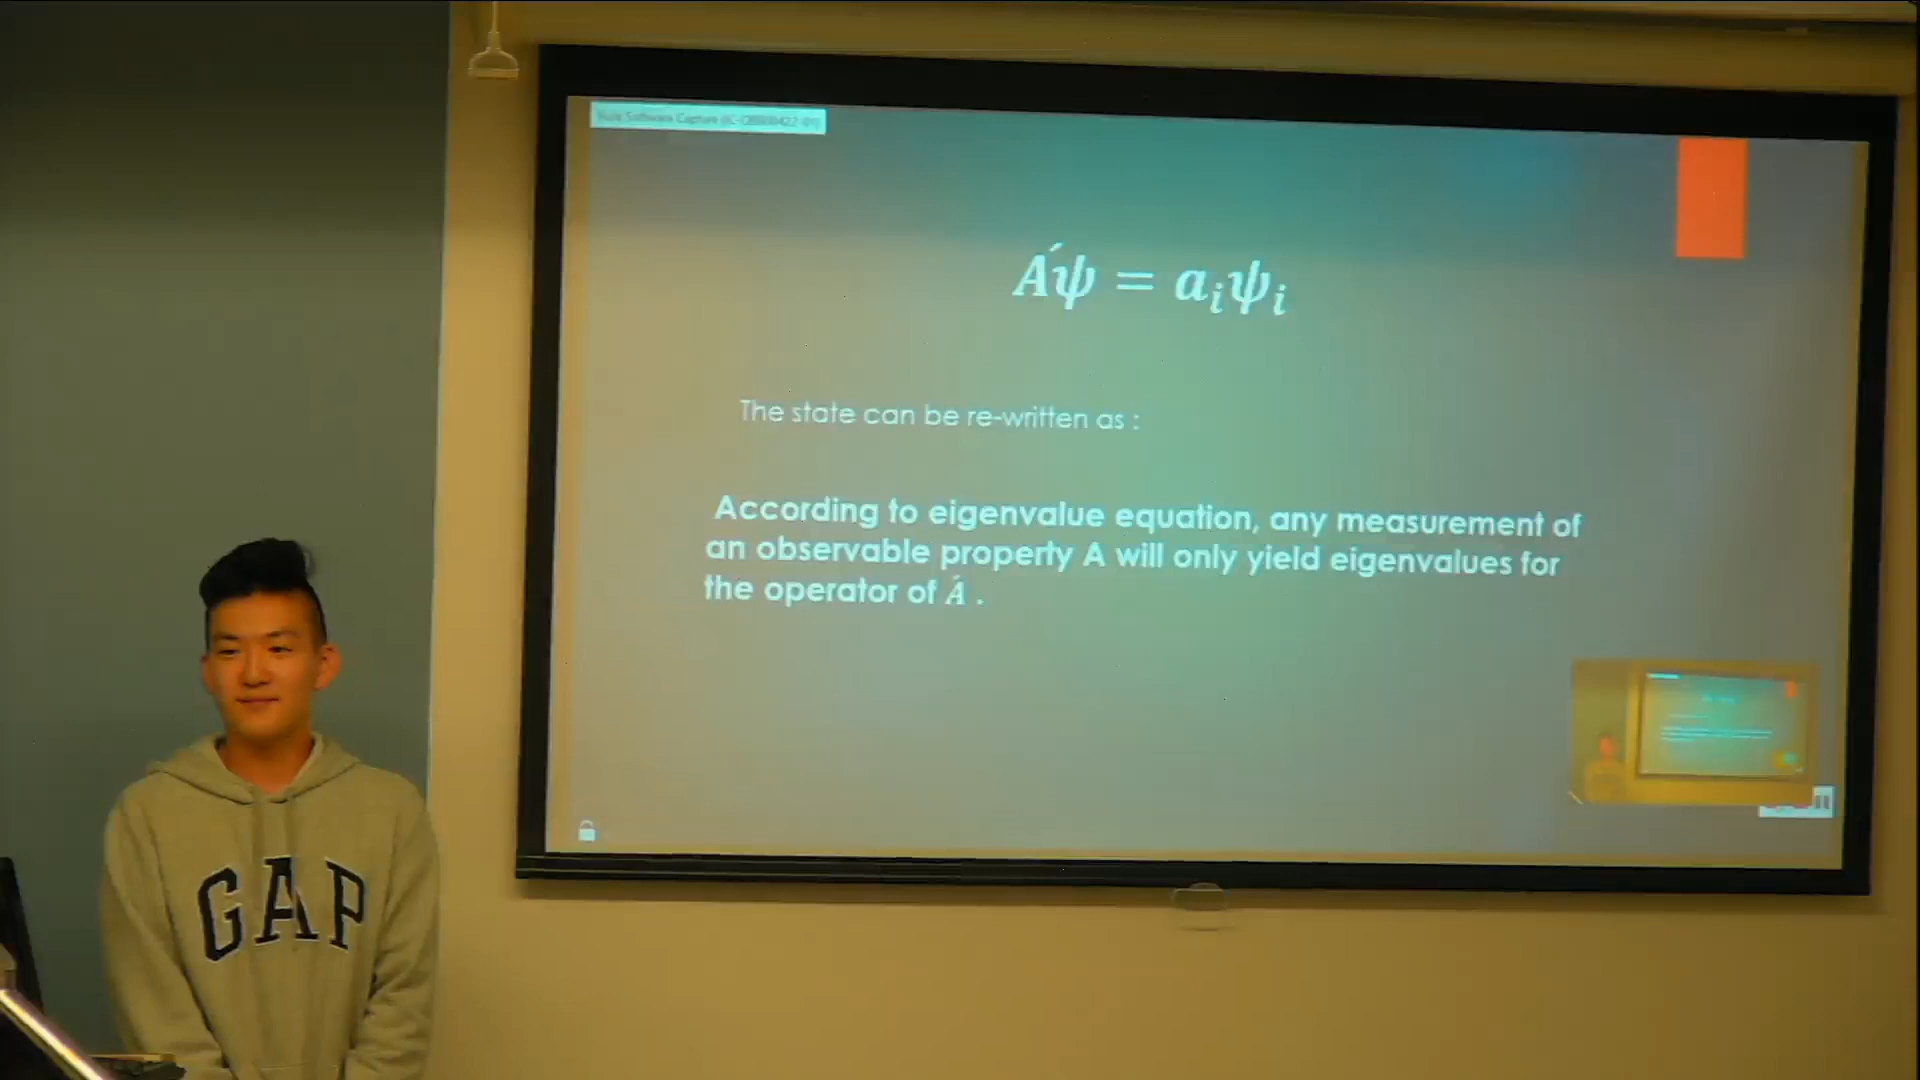 Áψ = aᵢψᵢ
The state can be re-written as :
According to eigenvalue equation, any measurement of
an observable property A will only yield eigenvalues for
the operator of Á .
GAP